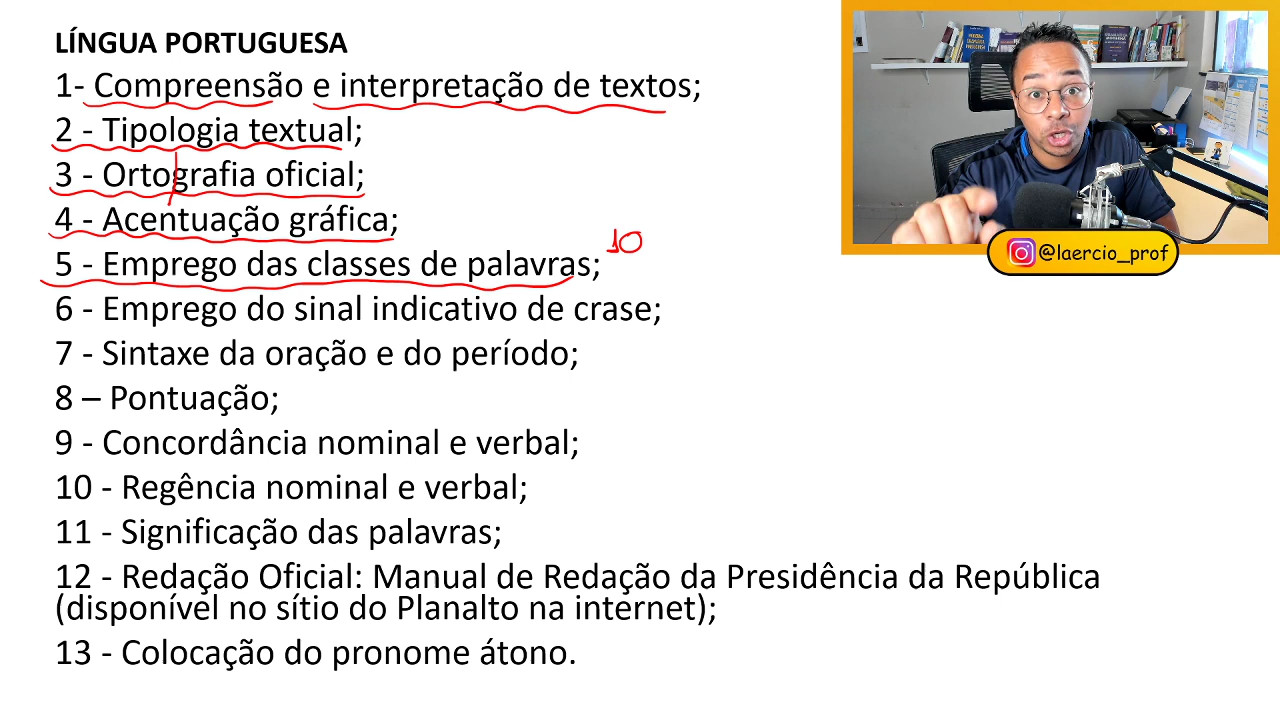 LÍNGUA PORTUGUESA
1- Compreensão e interpretação de textos;
2 - Tipologia textual;
3 - Ortografia oficial;
4 - Acentuação gráfica;
10
5 - Emprego das classes de palavras;
6 - Emprego do sinal indicativo de crase;
7 - Sintaxe da oração e do período;
8 – Pontuação;
9 - Concordância nominal e verbal;
10 - Regência nominal e verbal;
11 - Significação das palavras;
12 - Redação Oficial: Manual de Redação da Presidência da República
(disponível no sítio do Planalto na internet);
13 - Colocação do pronome átono.
@laercio_prof